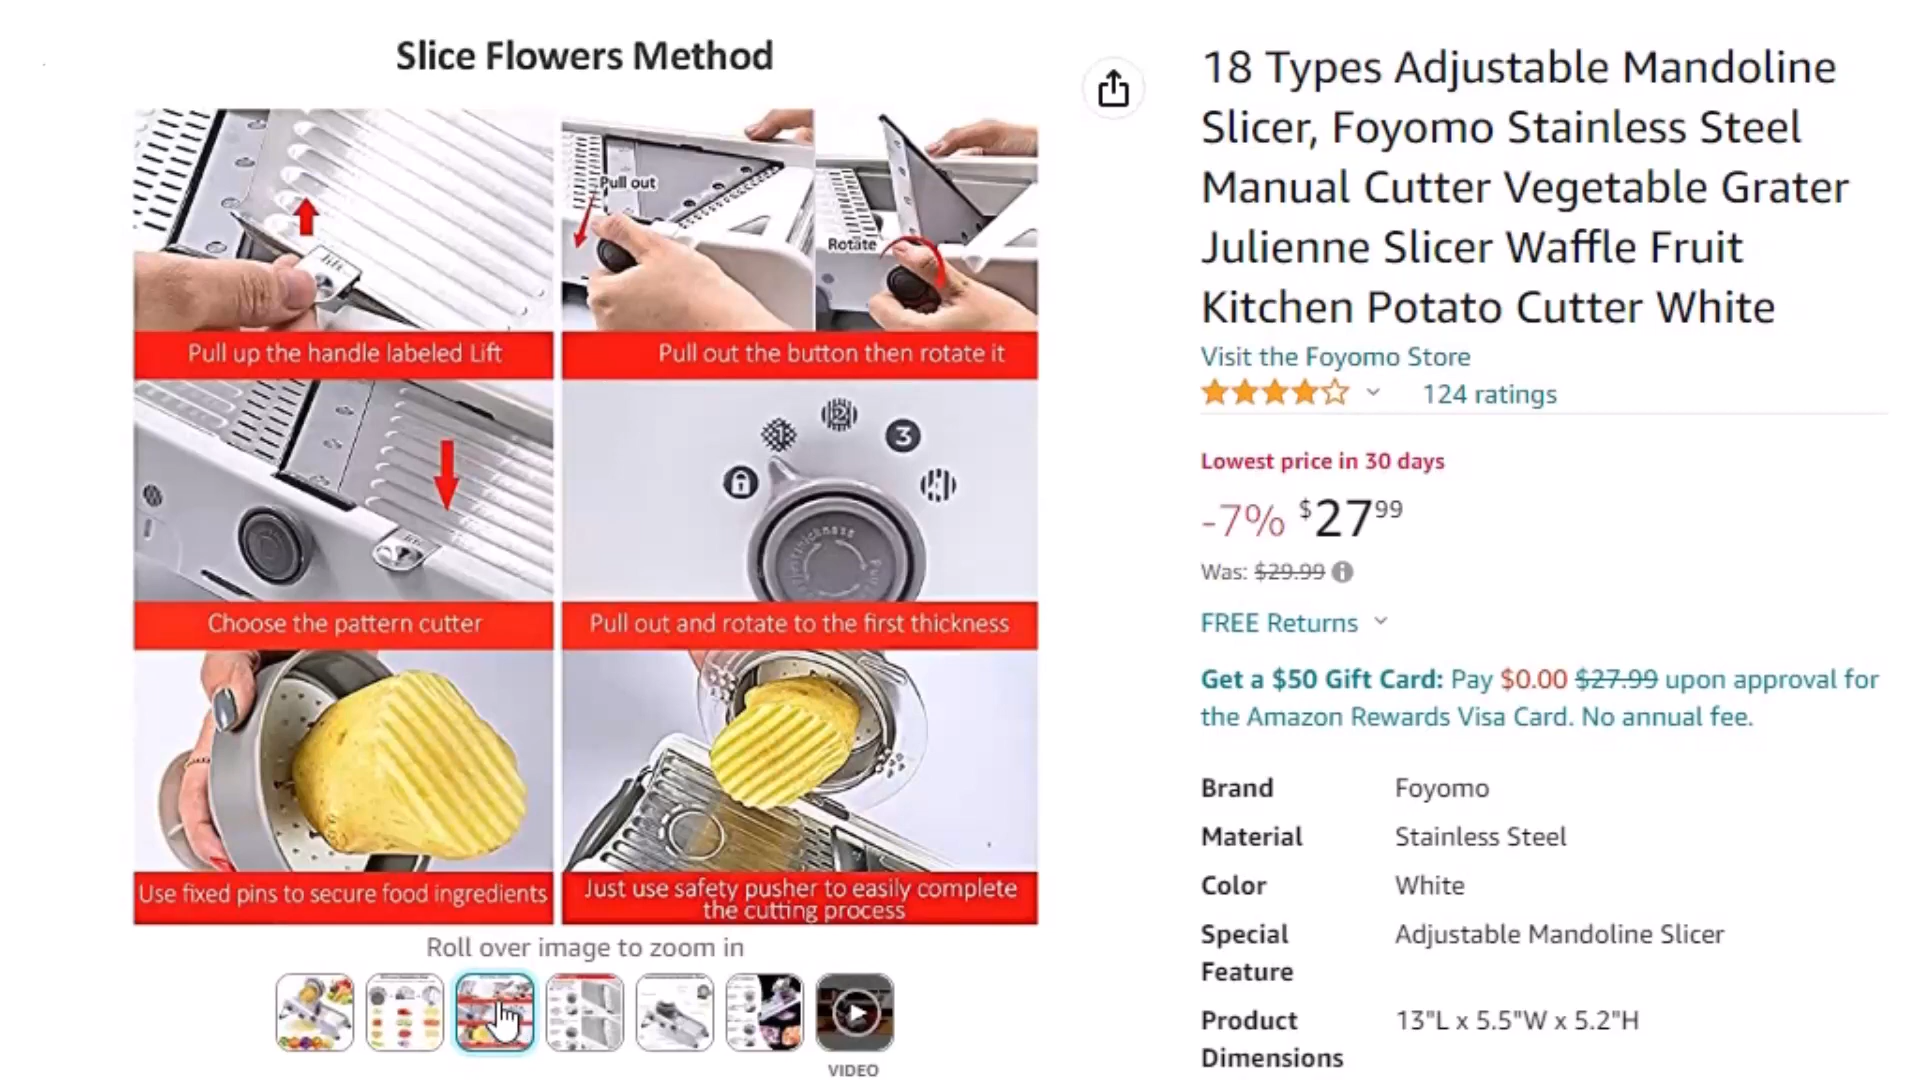 Slice Flowers Method
Pull out
Rotate
Lift
Pull up the handle labeled Lift
Pull out the button then rotate it
1
2
3
Choose the pattern cutter
Pull out and rotate to the first thickness
Use fixed pins to secure food ingredients
Just use safety pusher to easily complete
the cutting process
Roll over image to zoom in
VIDEO
18 Types Adjustable Mandoline
Slicer, Foyomo Stainless Steel
Manual Cutter Vegetable Grater
Julienne Slicer Waffle Fruit
Kitchen Potato Cutter White
Visit the Foyomo Store
124 ratings
Lowest price in 30 days
-7% $27 99
Was: $29.99
FREE Returns
Get a $50 Gift Card: Pay $0.00 $27.99 upon approval for
the Amazon Rewards Visa Card. No annual fee.
Brand Foyomo
Material Stainless Steel
Color White
Special Adjustable Mandoline Slicer
Feature
Product 13"L x 5.5"W x 5.2"H
Dimensions